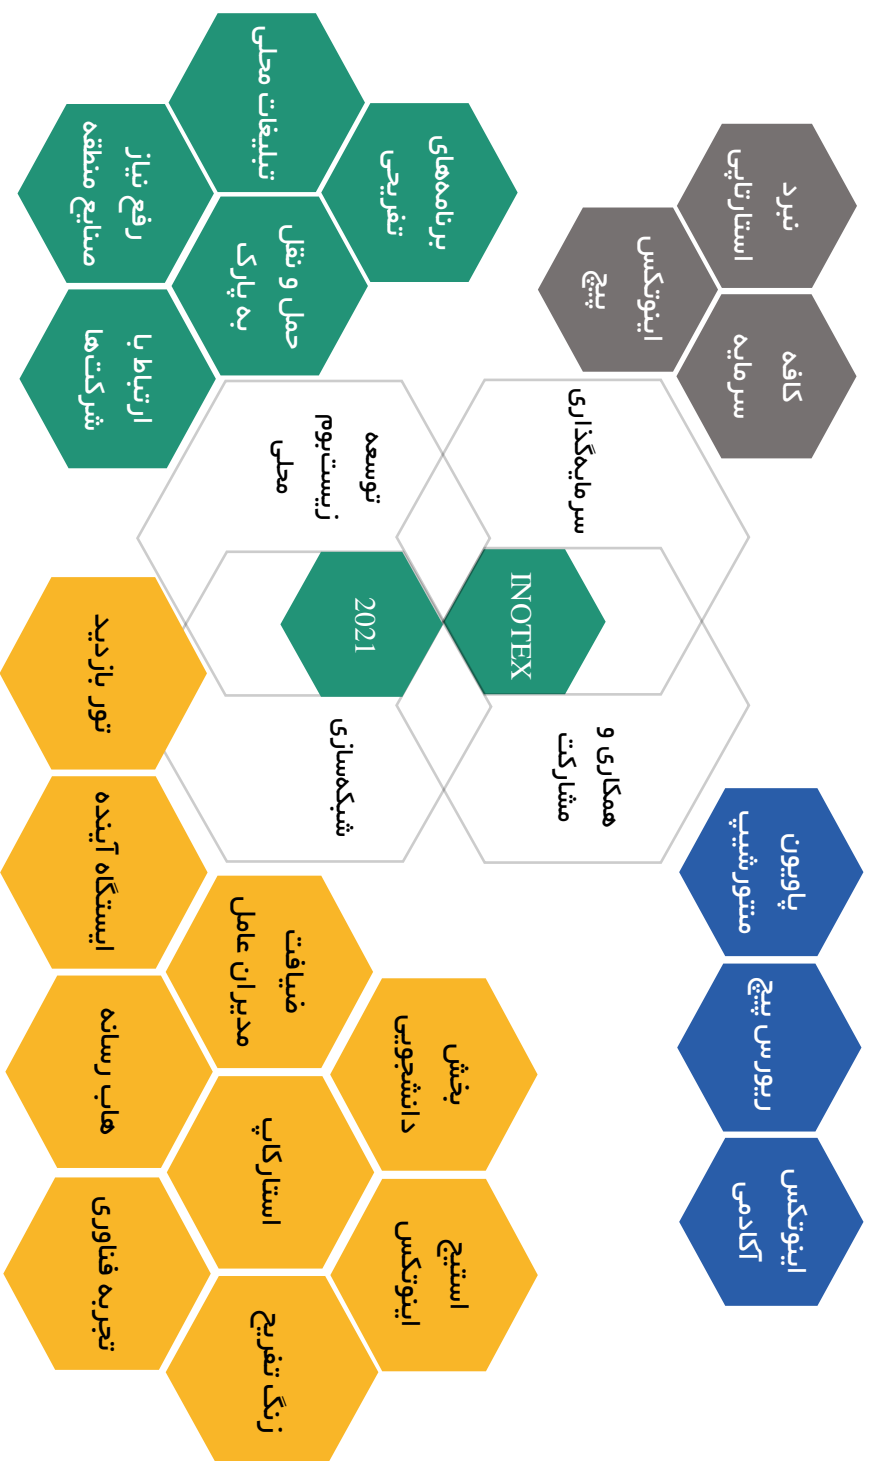 نبرد
استارتاپی
اینوتکس
پیچ
کافه
سرمایه
برنامه‌های
تفریحی
تبلیغات محلی
حمل و نقل
به پارک
رفع نیاز
صنایع منطقه
ارتباط با
شرکت‌ها
سرمایه‌گذاری
توسعه
زیست‌بوم
محلی
INOTEX
2021
همکاری و
مشارکت
شبکه‌سازی
پاویون
منتورشیپ
ریورس پیچ
اینوتکس
آکادمی
تور بازدید
ایستگاه آینده
ضیافت
مدیران عامل
هاب رسانه
بخش
دانشجویی
استارکاپ
تجربه فناوری
استیج
اینوتکس
زنگ تفریح